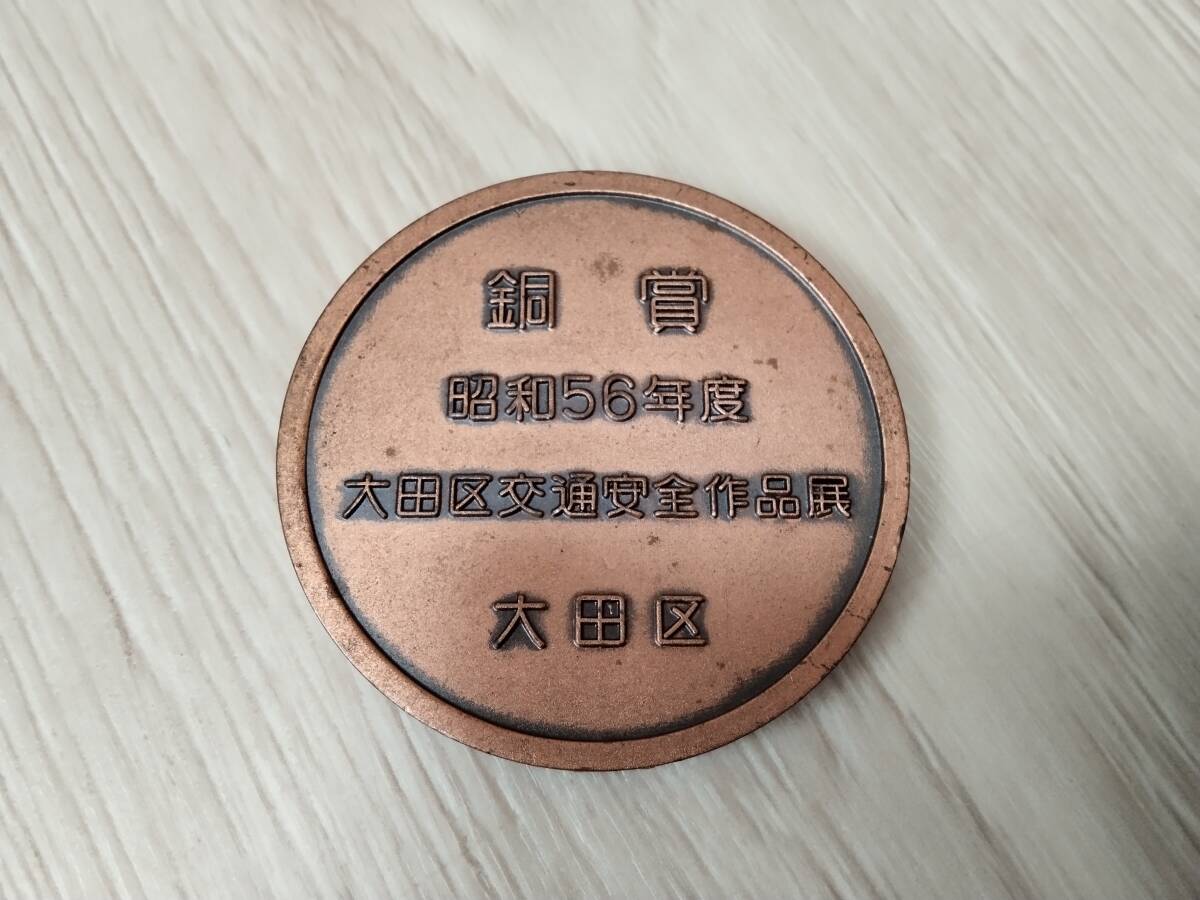 銅賞
昭和56年度
大田区交通安全作品展
大田区